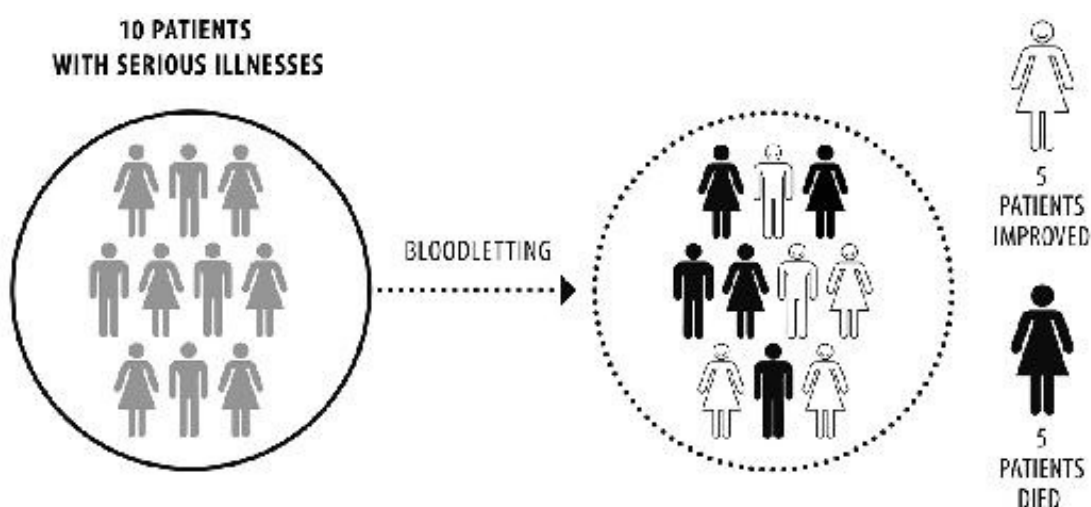 10 PATIENTS
WITH SERIOUS ILLNESSES
BLOODLETTING
5
PATIENTS
IMPROVED
5
PATIENTS
DIED